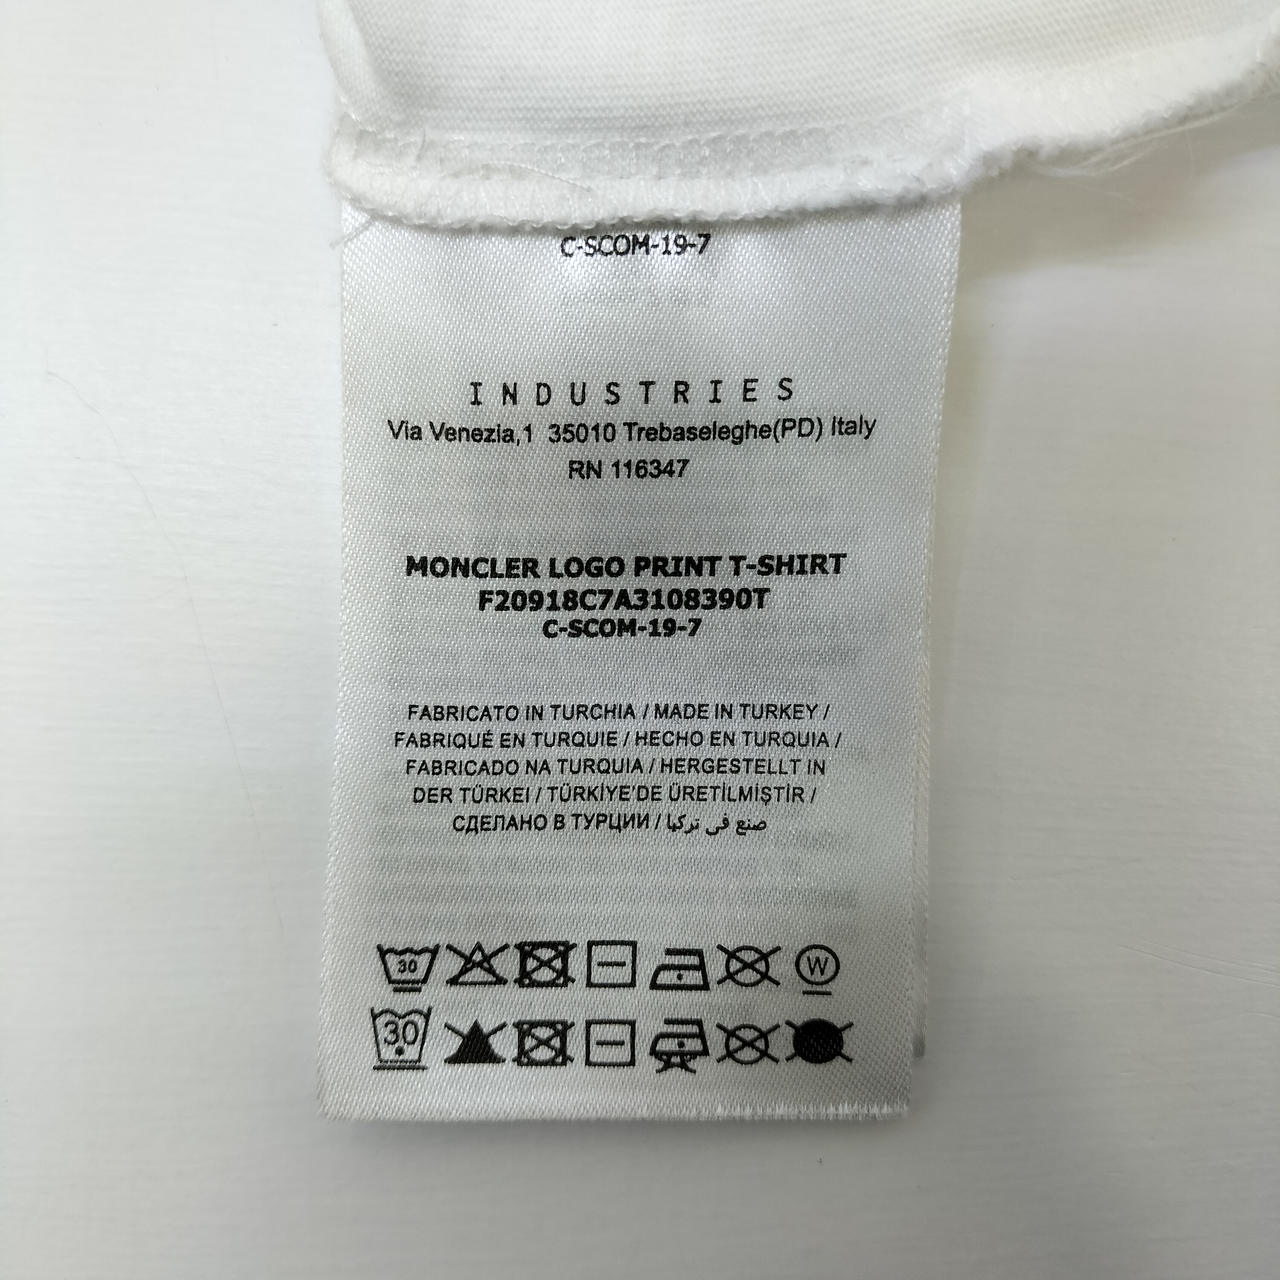 C-SCOM-19-7
INDUSTRIES
Via Venezia,1 35010 Trebaseleghe(PD) Italy
RN 116347
MONCLER LOGO PRINT T-SHIRT
F20918C7A3108390T
C-SCOM-19-7
FABRICATO IN TURCHIA / MADE IN TURKEY /
FABRIQUÉ EN TURQUIE / HECHO EN TURQUIA /
FABRICADO NA TURQUIA / HERGESTELLT IN
DER TÜRKEI / TÜRKİYE'DE ÜRETİLMİŞTİR /
СДЕЛАНО В ТУРЦИИ / صنع في تركيا
30 W
30